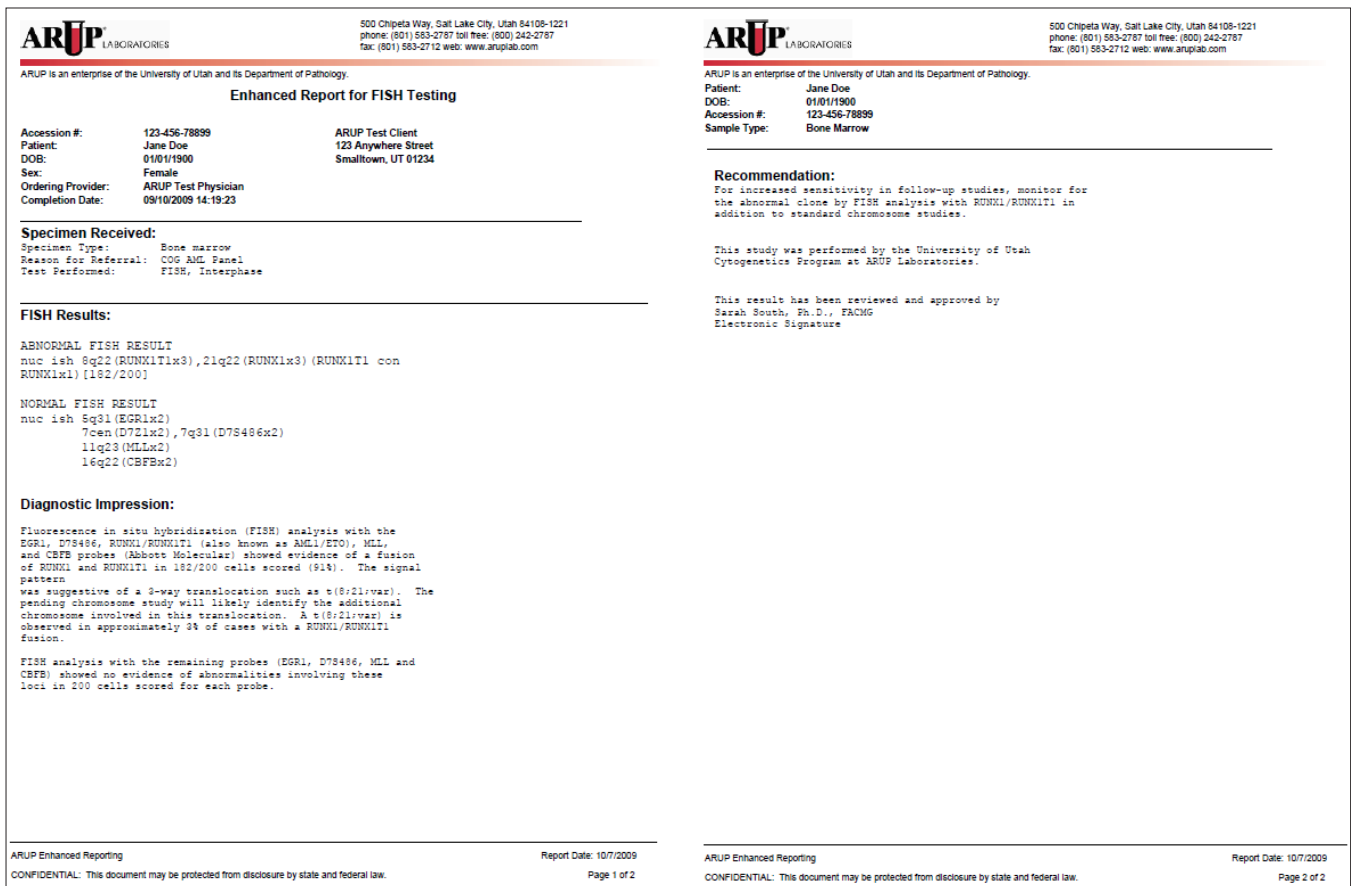 ARUP LABORATORIES
500 Chipeta Way, Salt Lake City, Utah 84108-1221
phone: (801) 583-2787 toll free: (800) 242-2787
fax: (801) 583-2712 web: www.aruplab.com
ARUP is an enterprise of the University of Utah and its Department of Pathology.
Enhanced Report for FISH Testing
Accession #: 123-456-78899 ARUP Test Client
Patient: Jane Doe 123 Anywhere Street
DOB: 01/01/1900 Smalltown, UT 01234
Sex: Female
Ordering Provider: ARUP Test Physician
Completion Date: 09/10/2009 14:19:23
Specimen Received:
Specimen Type: Bone marrow
Reason for Referral: COG AML Panel
Test Performed: FISH, Interphase
FISH Results:
ABNORMAL FISH RESULT
nuc ish 8q22(RUNX1T1x3),21q22(RUNX1x3)(RUNX1T1 con
RUNX1x1)[182/200]
NORMAL FISH RESULT
nuc ish 5q31(EGR1x2)
7cen(D7Z1x2),7q31(D7S486x2)
11q23(MLLx2)
16q22(CBFBx2)
Diagnostic Impression:
Fluorescence in situ hybridization (FISH) analysis with the
EGR1, D7S486, RUNX1/RUNX1T1 (also known as AML1/ETO), MLL,
and CBFB probes (Abbott Molecular) showed evidence of a fusion
of RUNX1 and RUNX1T1 in 182/200 cells scored (91%). The signal
pattern
was suggestive of a 3-way translocation such as t(8;21;var). The
pending chromosome study will likely identify the additional
chromosome involved in this translocation. A t(8;21;var) is
observed in approximately 3% of cases with a RUNX1/RUNX1T1
fusion.
FISH analysis with the remaining probes (EGR1, D7S486, MLL and
CBFB) showed no evidence of abnormalities involving these
loci in 200 cells scored for each probe.
ARUP Enhanced Reporting Report Date: 10/7/2009
CONFIDENTIAL: This document may be protected from disclosure by state and federal law. Page 1 of 2
ARUP LABORATORIES
500 Chipeta Way, Salt Lake City, Utah 84108-1221
phone: (801) 583-2787 toll free: (800) 242-2787
fax: (801) 583-2712 web: www.aruplab.com
ARUP is an enterprise of the University of Utah and its Department of Pathology.
Patient: Jane Doe
DOB: 01/01/1900
Accession #: 123-456-78899
Sample Type: Bone Marrow
Recommendation:
For increased sensitivity in follow-up studies, monitor for
the abnormal clone by FISH analysis with RUNX1/RUNX1T1 in
addition to standard chromosome studies.
This study was performed by the University of Utah
Cytogenetics Program at ARUP Laboratories.
This result has been reviewed and approved by
Sarah South, Ph.D., FACMG
Electronic Signature
ARUP Enhanced Reporting Report Date: 10/7/2009
CONFIDENTIAL: This document may be protected from disclosure by state and federal law. Page 2 of 2